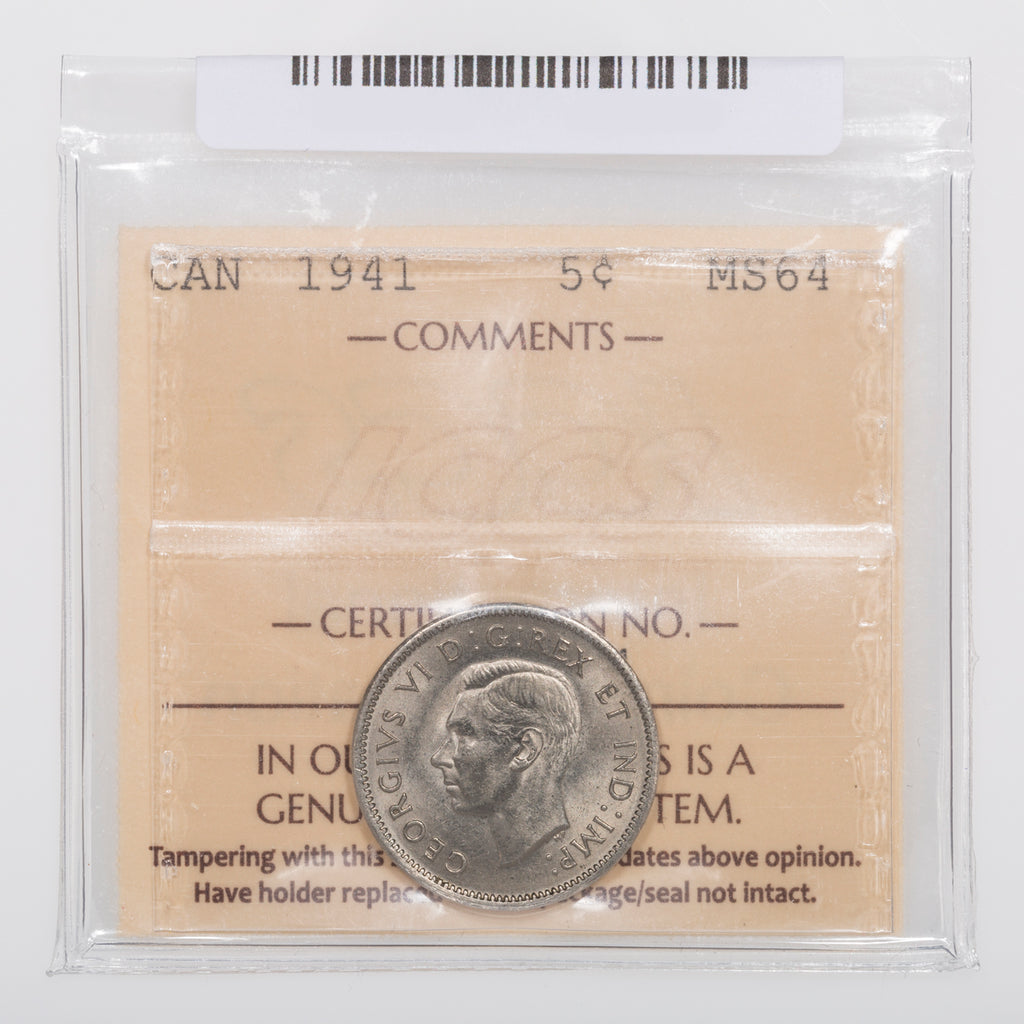 CAN 1941 5¢ MS64
— COMMENTS —
ICCS
— CERTI ON NO. —
GEORGIVS VI D:G:REX ET IND:IMP:
IN OU S IS A
GENU TEM.
Tampering with this dates above opinion.
Have holder replac kage/seal not intact.